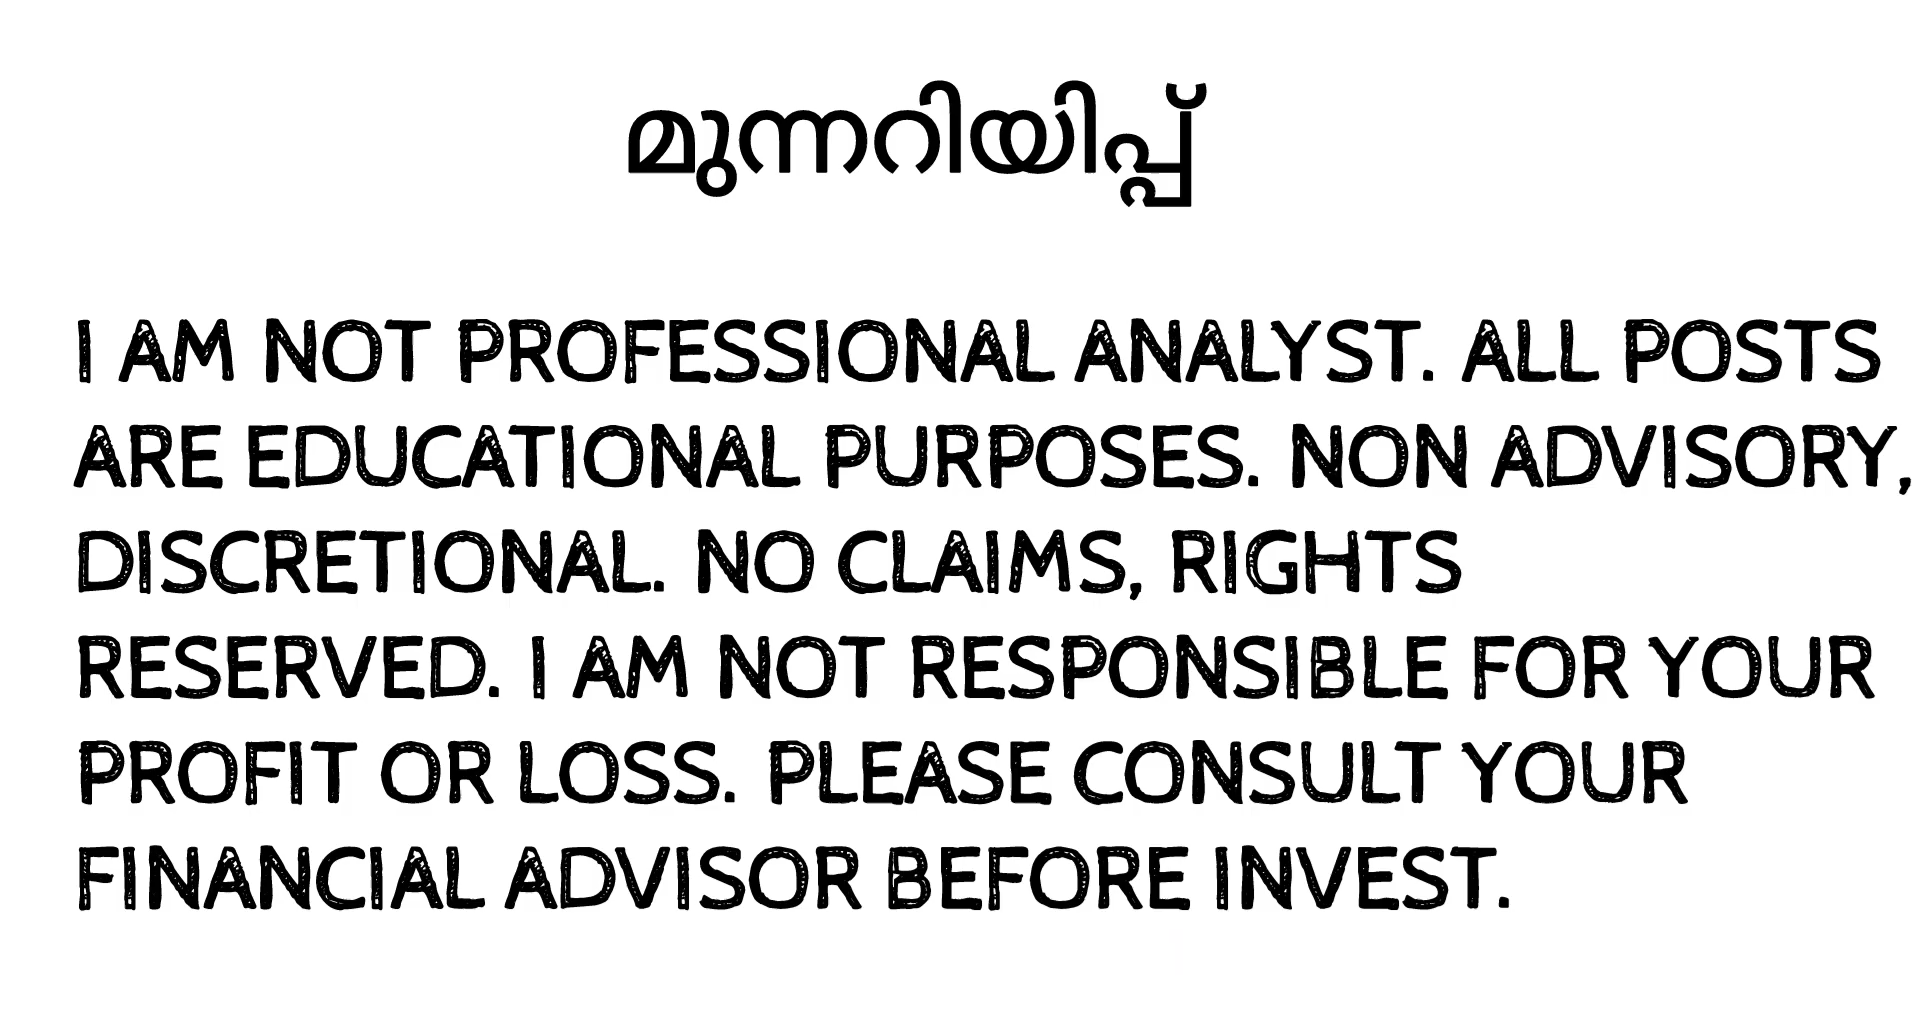 മുന്നറിയിപ്പ്
I AM NOT PROFESSIONAL ANALYST. ALL POSTS
ARE EDUCATIONAL PURPOSES. NON ADVISORY,
DISCRETIONAL. NO CLAIMS, RIGHTS
RESERVED. I AM NOT RESPONSIBLE FOR YOUR
PROFIT OR LOSS. PLEASE CONSULT YOUR
FINANCIAL ADVISOR BEFORE INVEST.